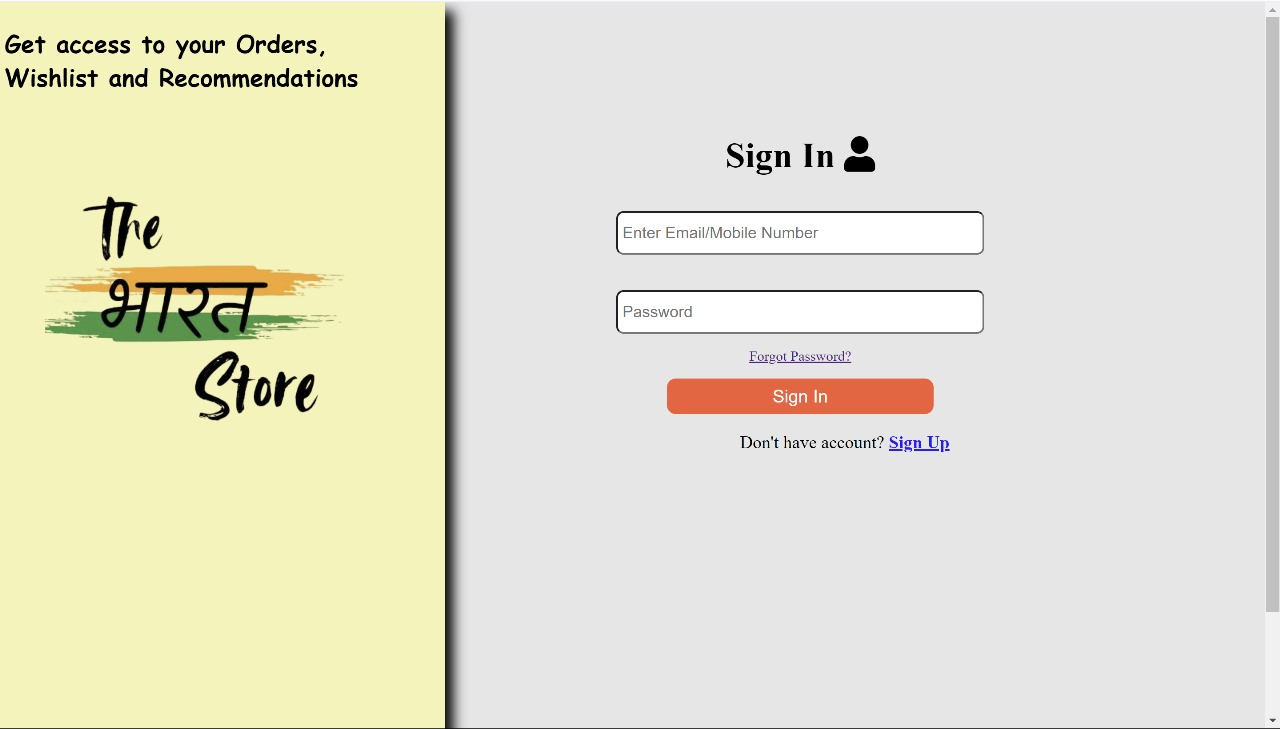 Get access to your Orders,
Wishlist and Recommendations
The
भारत
Store
Sign In
Enter Email/Mobile Number
Password
Forgot Password?
Sign In
Don't have account? Sign Up